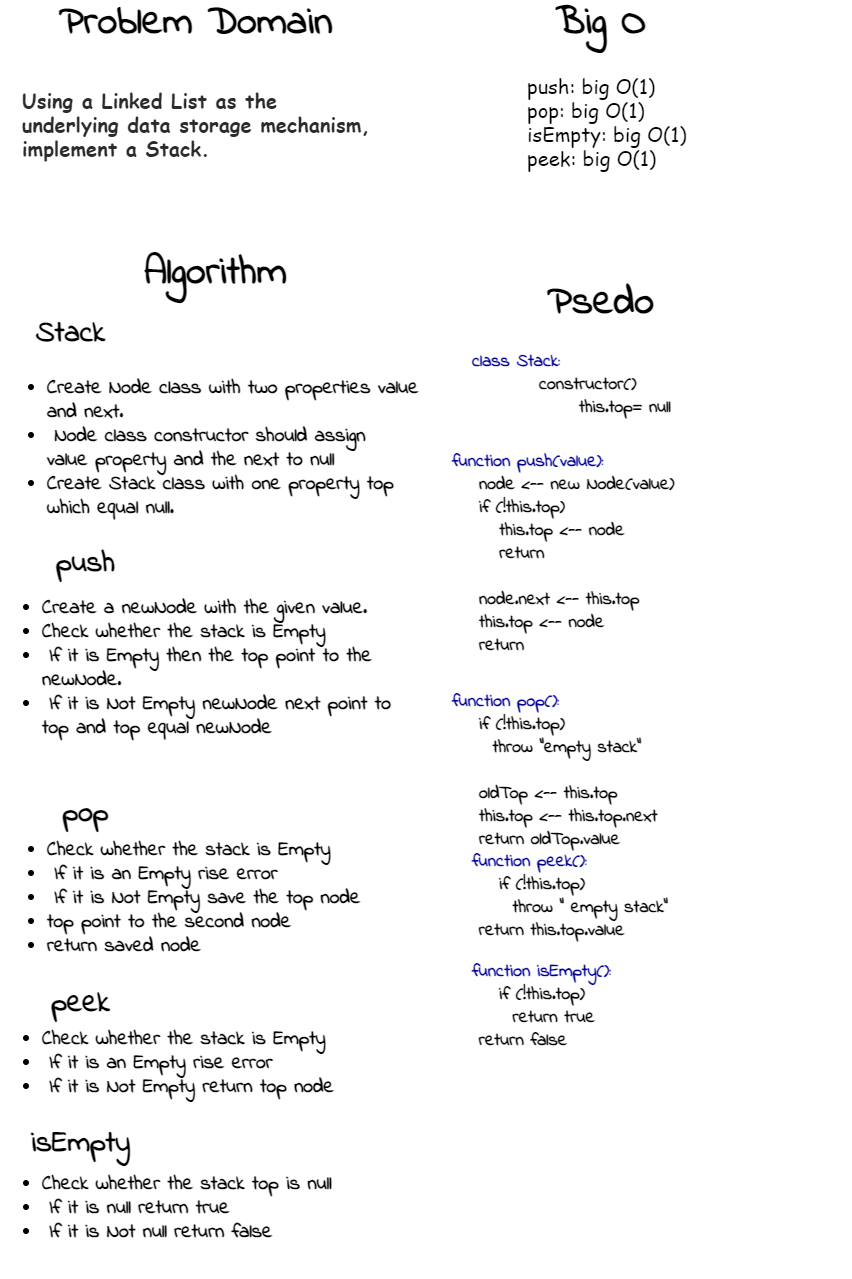 Problem Domain
Using a Linked List as the
underlying data storage mechanism,
implement a Stack.
Big O
push: big O(1)
pop: big O(1)
isEmpty: big O(1)
peek: big O(1)
Algorithm
Stack
• Create Node class with two properties value
and next.
• Node class constructor should assign
value property and the next to null
• Create Stack class with one property top
which equal null.
push
• Create a newNode with the given value.
• Check whether the stack is Empty
• If it is Empty then the top point to the
newNode.
• If it is Not Empty newNode next point to
top and top equal newNode
pop
• Check whether the stack is Empty
• If it is an Empty rise error
• If it is Not Empty save the top node
• top point to the second node
• return saved node
peek
• Check whether the stack is Empty
• If it is an Empty rise error
• If it is Not Empty return top node
isEmpty
• Check whether the stack top is null
• If it is null return true
• If it is Not null return false
Psedo
class Stack:
constructor()
this.top= null
function push(value):
node <-- new Node(value)
if (!this.top)
this.top <-- node
return
node.next <-- this.top
this.top <-- node
return
function pop():
if (!this.top)
throw "empty stack"
oldTop <-- this.top
this.top <-- this.top.next
return oldTop.value
function peek():
if (!this.top)
throw " empty stack"
return this.top.value
function isEmpty():
if (!this.top)
return true
return false